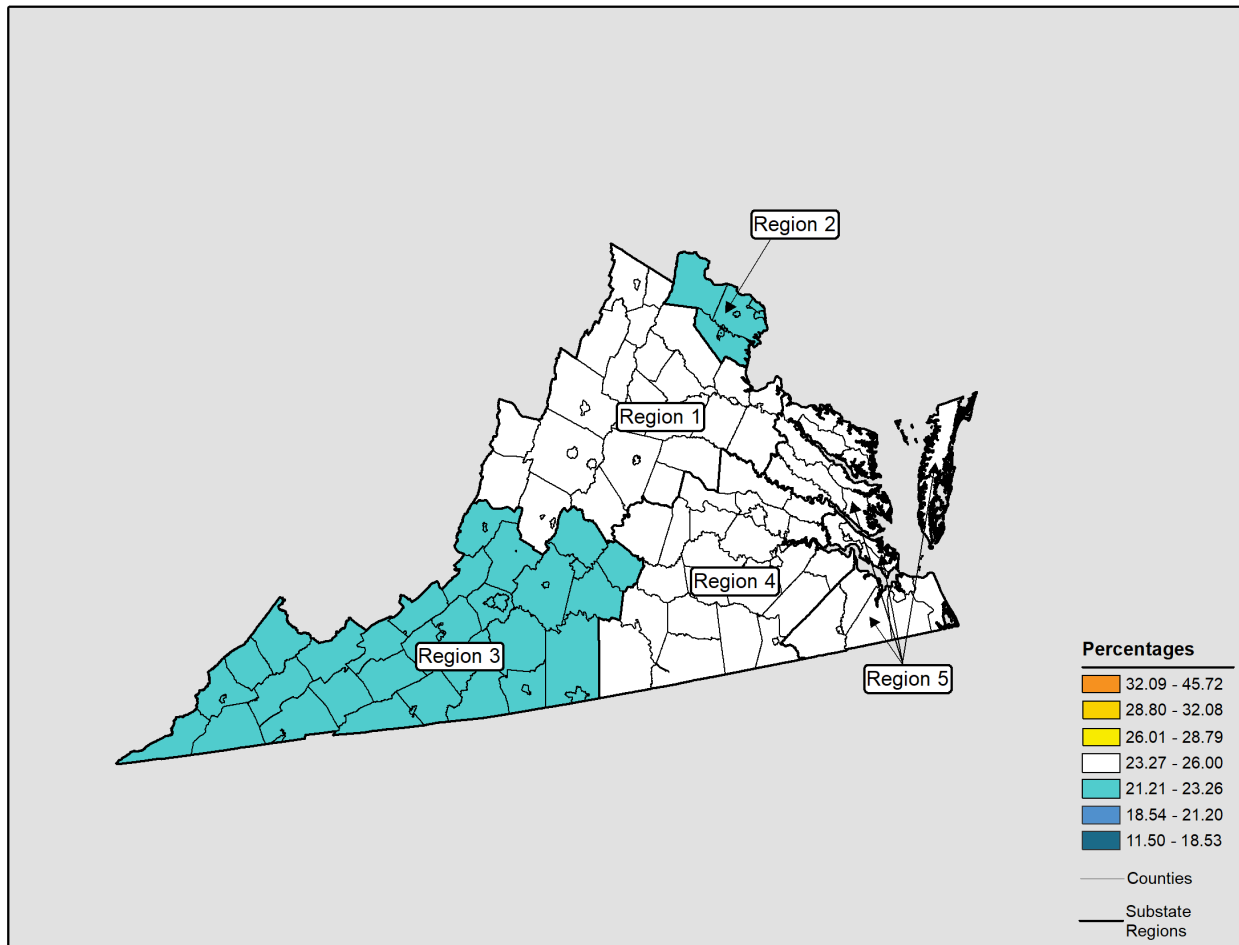 Region 2
Region 1
Region 4
Region 3
Region 5
Percentages
32.09 - 45.72
28.80 - 32.08
26.01 - 28.79
23.27 - 26.00
21.21 - 23.26
18.54 - 21.20
11.50 - 18.53
Counties
Substate
Regions